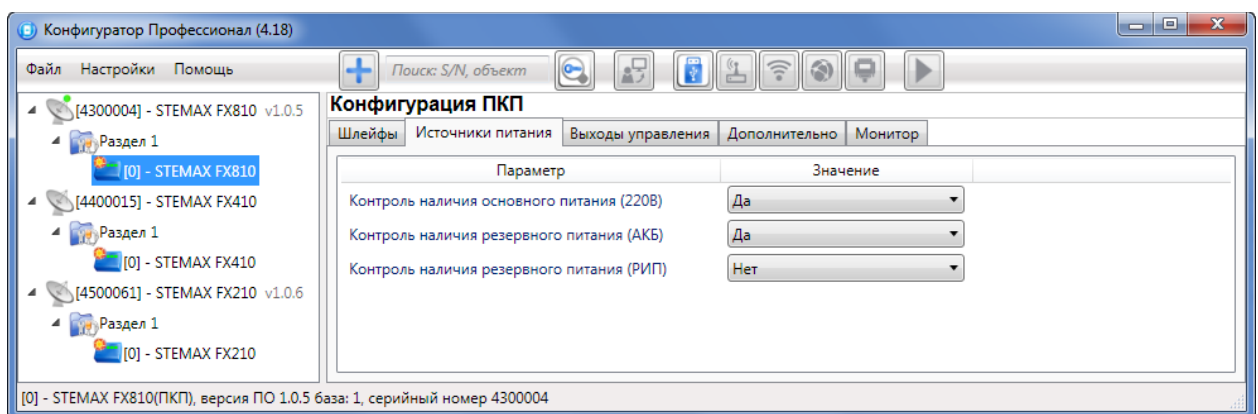 Конфигуратор Профессионал (4.18)
Файл Настройки Помощь Поиск: S/N, объект
[4300004] - STEMAX FX810 v1.0.5
Раздел 1
[0] - STEMAX FX810
[4400015] - STEMAX FX410
Раздел 1
[0] - STEMAX FX410
[4500061] - STEMAX FX210 v1.0.6
Раздел 1
[0] - STEMAX FX210
Конфигурация ПКП
Шлейфы Источники питания Выходы управления Дополнительно Монитор
Параметр Значение
Контроль наличия основного питания (220В) Да
Контроль наличия резервного питания (АКБ) Да
Контроль наличия резервного питания (РИП) Нет
[0] - STEMAX FX810(ПКП), версия ПО 1.0.5 база: 1, серийный номер 4300004